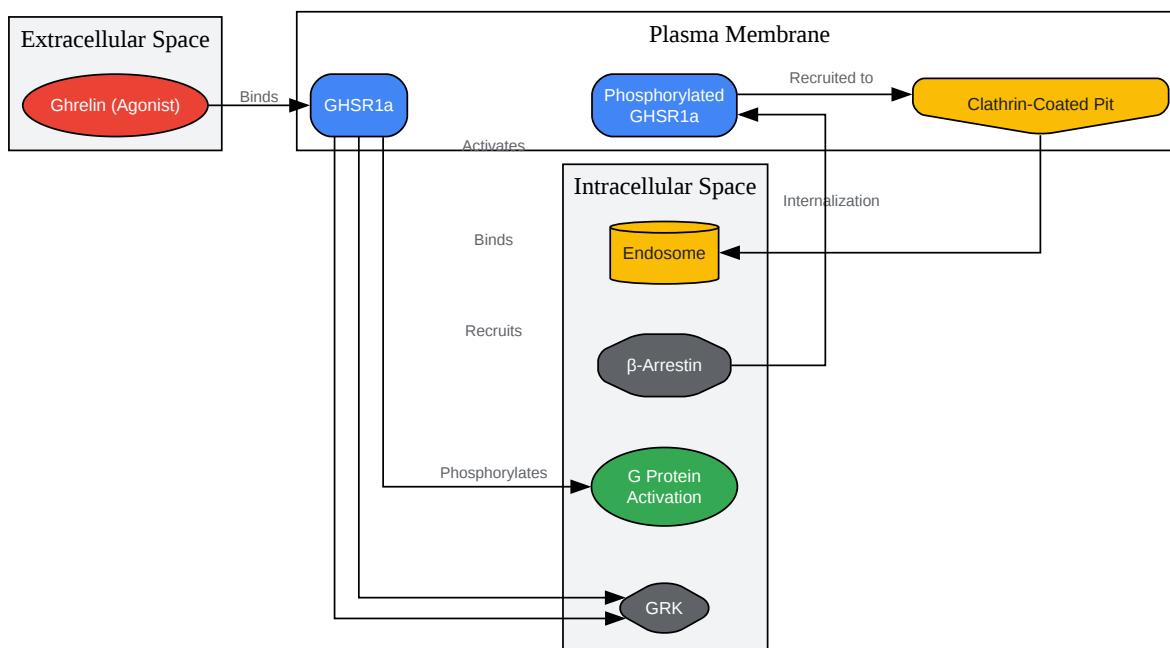 Extracellular Space
Plasma Membrane
Ghrelin (Agonist)
Binds
GHSR1a
Phosphorylated
GHSR1a
Recruited to
Clathrin-Coated Pit
Activates
Intracellular Space
Internalization
Binds
Endosome
Recruits
β-Arrestin
Phosphorylates
G Protein
Activation
GRK